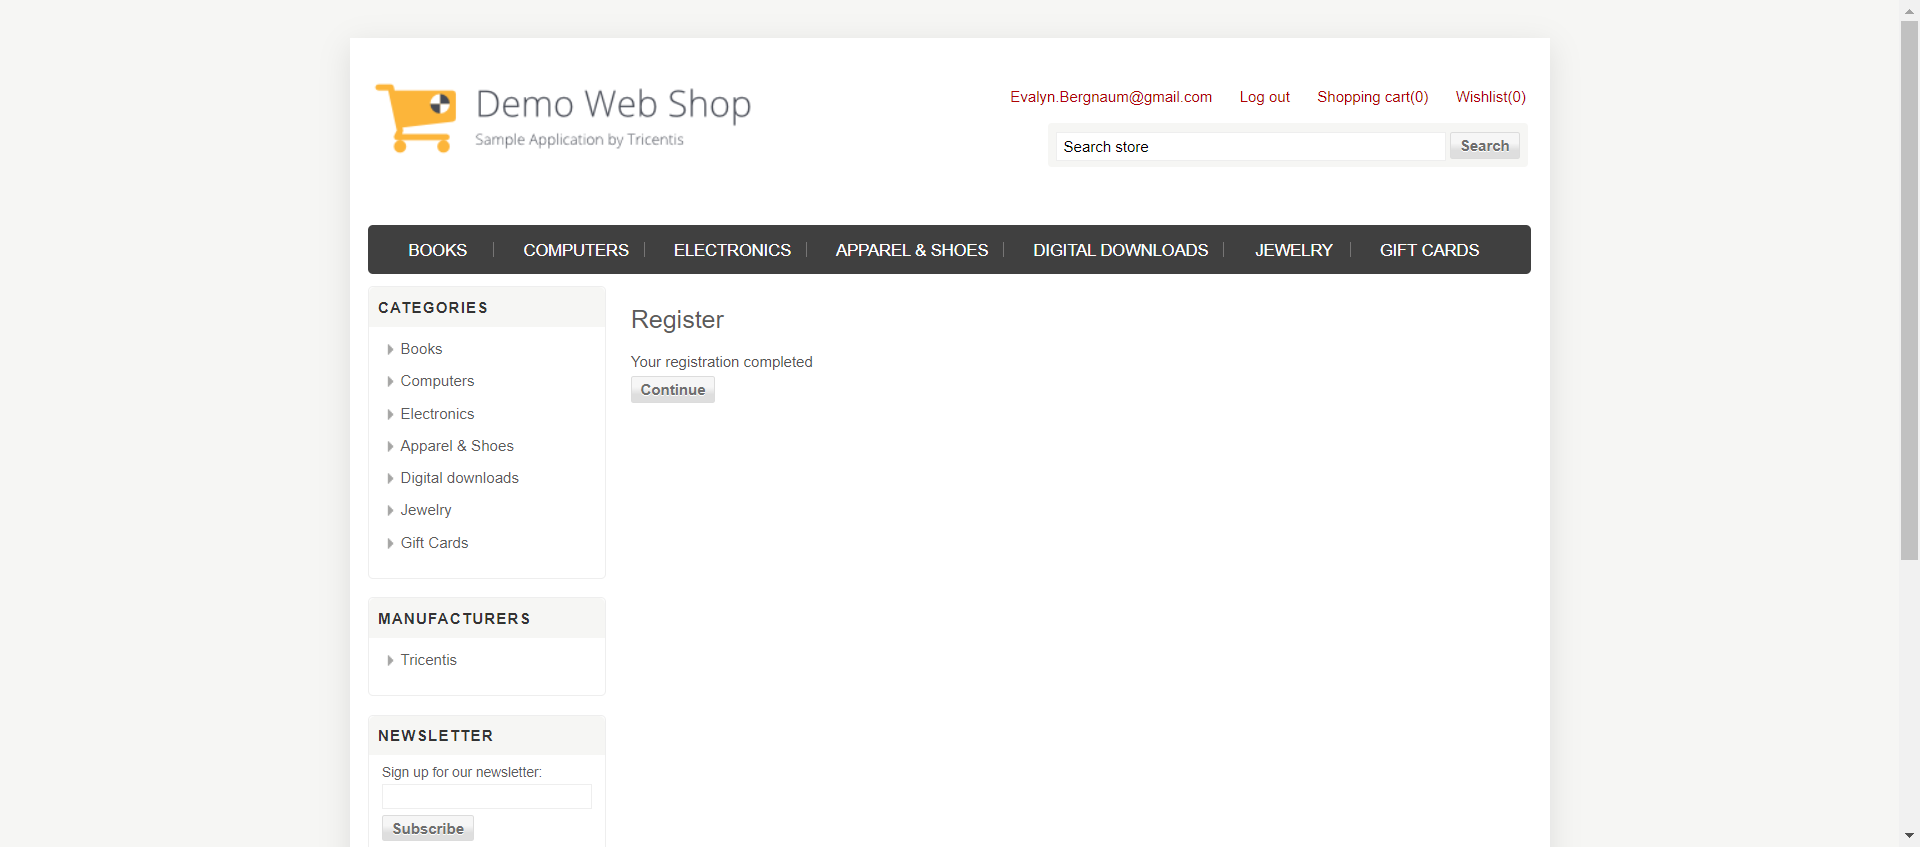 Demo Web Shop
Sample Application by Tricentis
Evalyn.Bergnaum@gmail.com Log out Shopping cart(0) Wishlist(0)
Search store Search
BOOKS COMPUTERS ELECTRONICS APPAREL & SHOES DIGITAL DOWNLOADS JEWELRY GIFT CARDS
CATEGORIES
Books
Computers
Electronics
Apparel & Shoes
Digital downloads
Jewelry
Gift Cards
MANUFACTURERS
Tricentis
NEWSLETTER
Sign up for our newsletter:
Subscribe
Register
Your registration completed
Continue